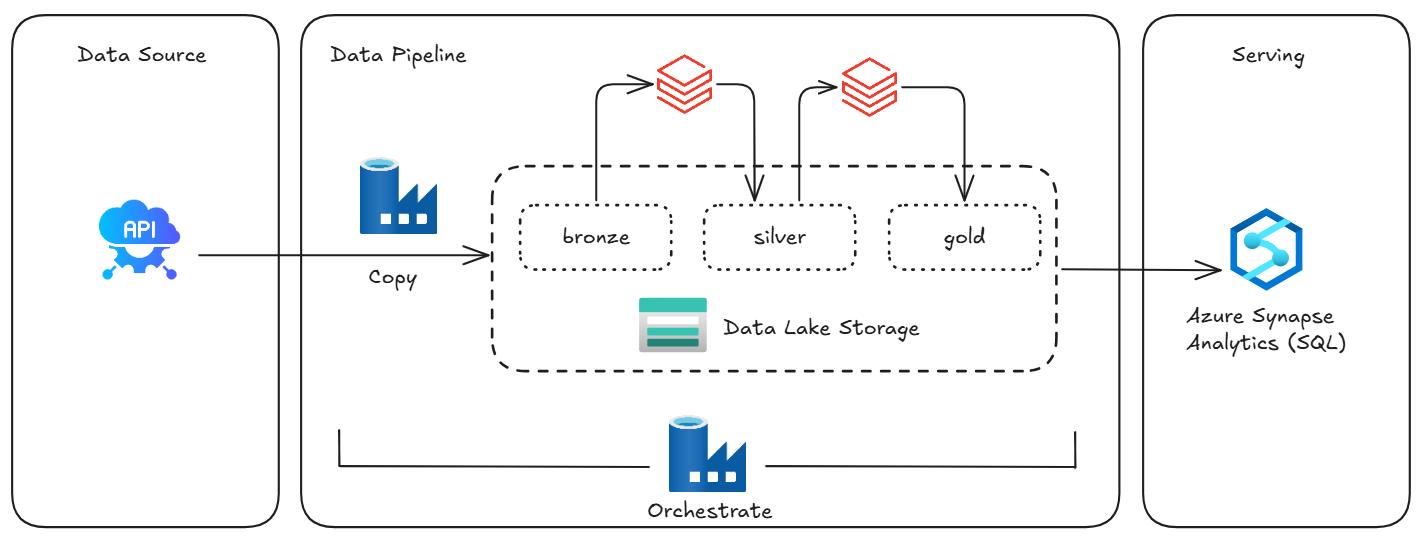 Data Source
Data Pipeline
Serving
API
bronze
silver
gold
Copy
Data Lake Storage
Azure Synapse
Analytics (SQL)
Orchestrate